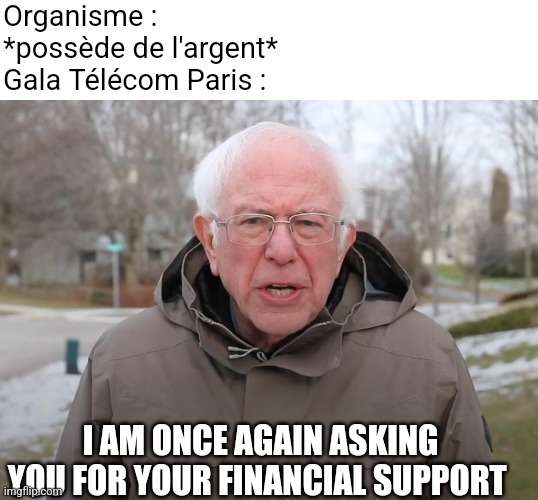 Organisme :
*possède de l'argent*
Gala Télécom Paris :
I AM ONCE AGAIN ASKING
YOU FOR YOUR FINANCIAL SUPPORT
imgflip.com